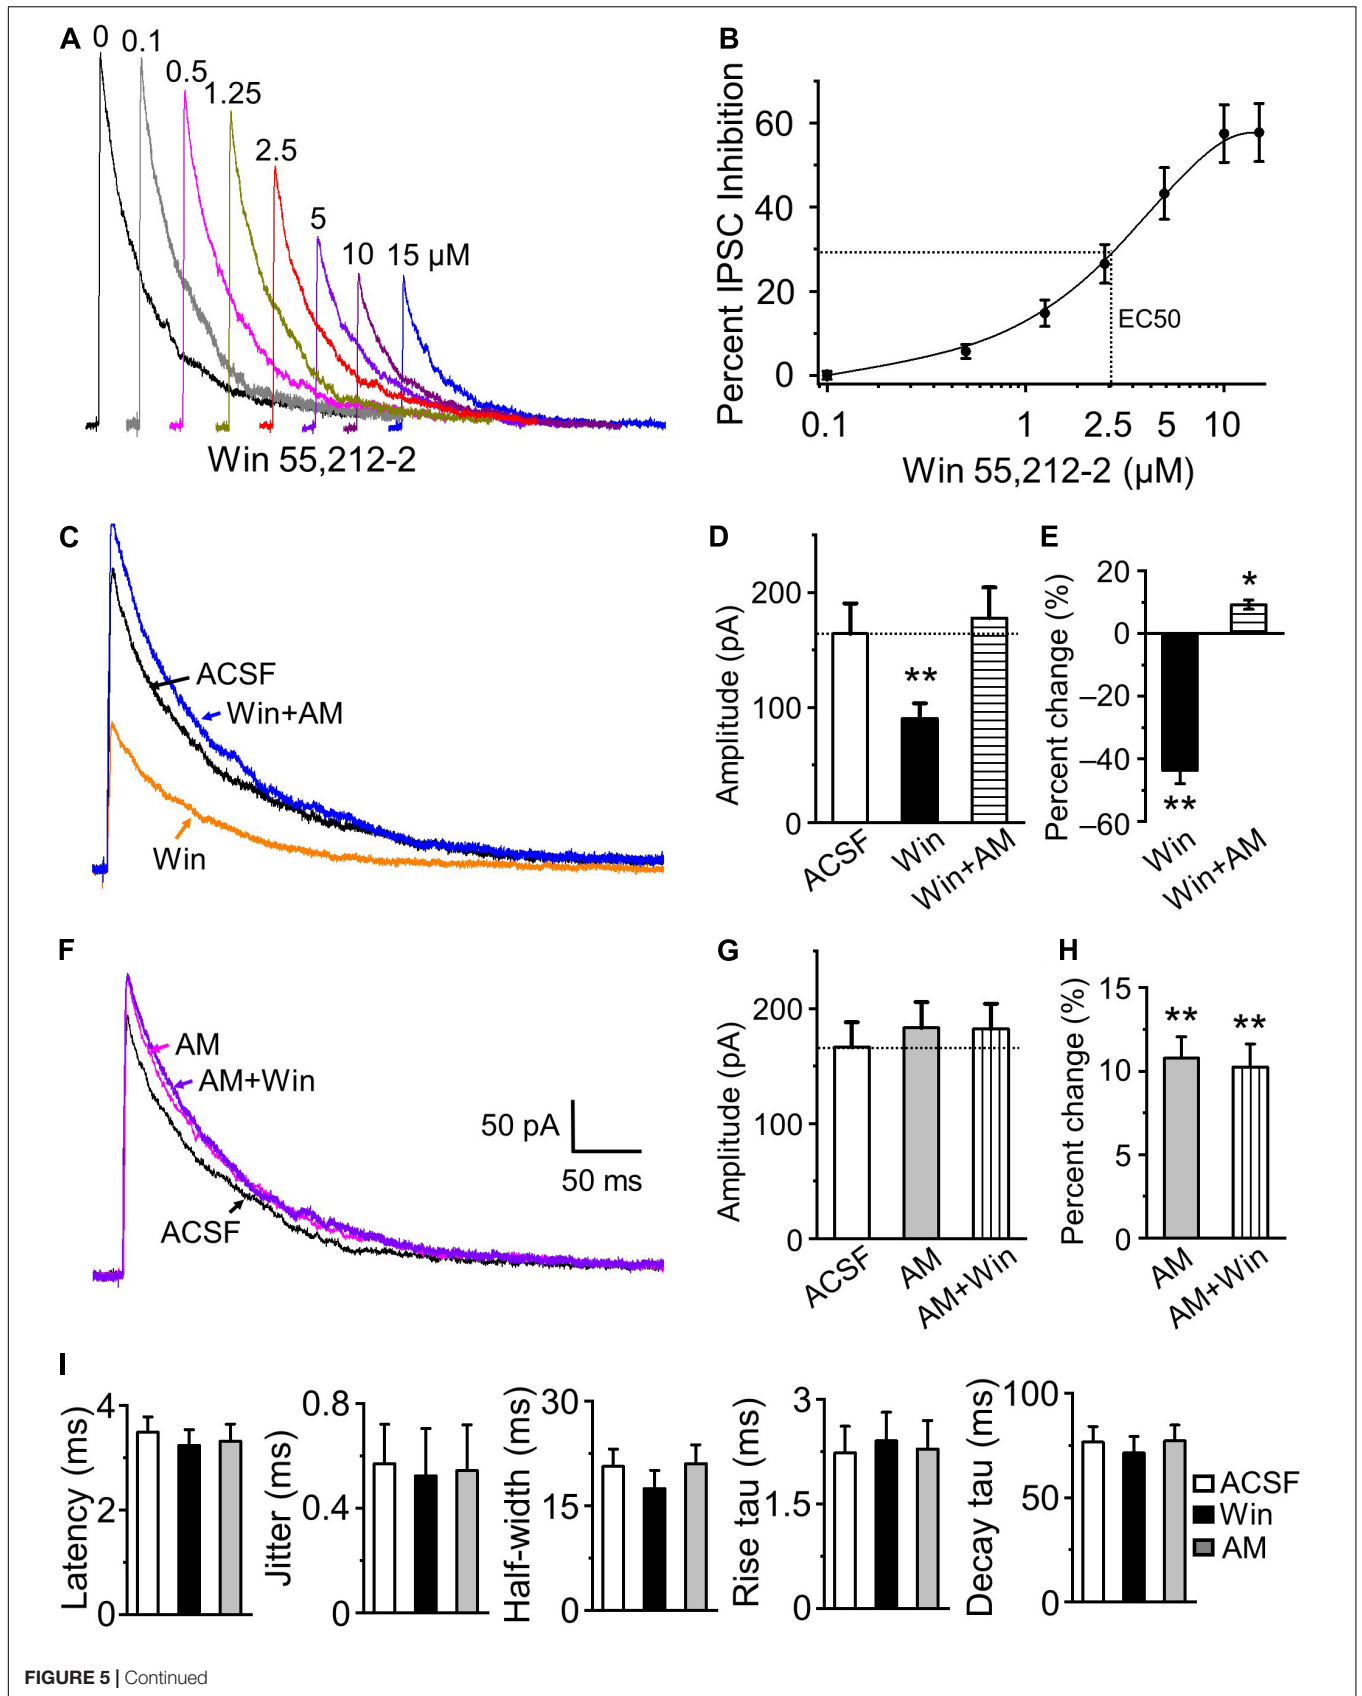 A
0
0.1
0.5
1.25
2.5
5
10
15 µM
Win 55,212-2
B
Percent IPSC Inhibition
60
40
20
0
EC50
0.1
1
2.5
5
10
Win 55,212-2 (µM)
C
ACSF
Win+AM
Win
D
Amplitude (pA)
200
100
0
**
ACSF
Win
Win+AM
E
Percent change (%)
20
0
–20
–40
–60
*
**
Win
Win+AM
F
AM
AM+Win
ACSF
50 pA
50 ms
G
Amplitude (pA)
200
100
0
ACSF
AM
AM+Win
H
Percent change (%)
15
10
5
0
**
**
AM
AM+Win
I
Latency (ms)
4
2
0
Jitter (ms)
0.8
0.4
0
Half-width (ms)
30
15
0
Rise tau (ms)
3
1.5
0
Decay tau (ms)
100
50
0
ACSF
Win
AM
FIGURE 5 | Continued